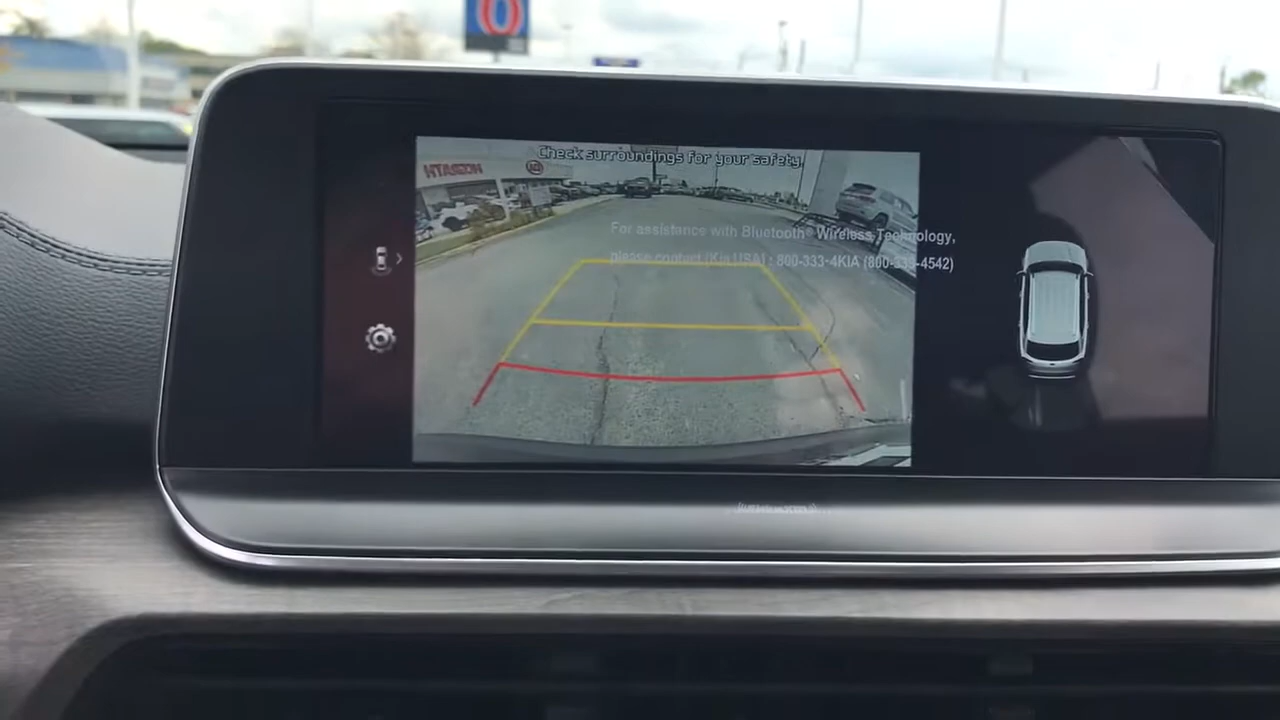 Check surroundings for your safety
For assistance with Bluetooth® Wireless Technology,
please contact (Kia USA) : 800-333-4KIA (800-333-4542)